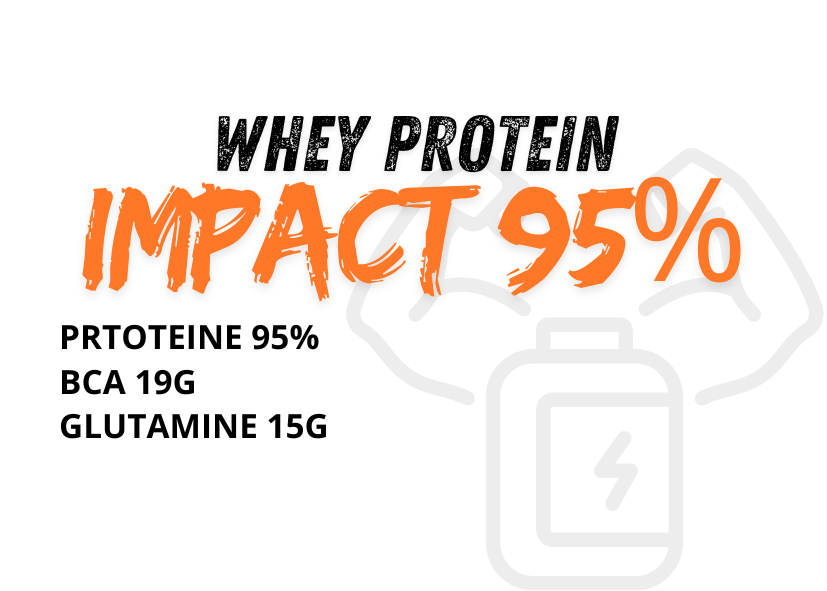 WHEY PROTEIN
IMPACT 95%
PRTOTEINE 95%
BCA 19G
GLUTAMINE 15G